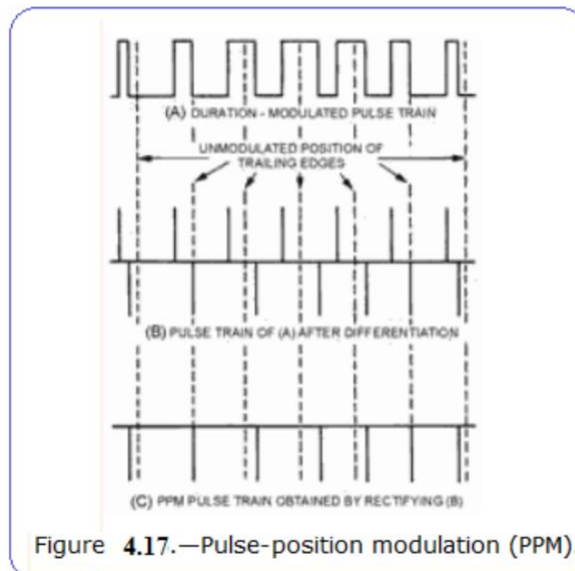 (A) DURATION - MODULATED PULSE TRAIN
UNMODULATED POSITION OF
TRAILING EDGES
(B) PULSE TRAIN OF (A) AFTER DIFFERENTIATION
(C) PPM PULSE TRAIN OBTAINED BY RECTIFYING (B)
Figure 4.17.—Pulse-position modulation (PPM)